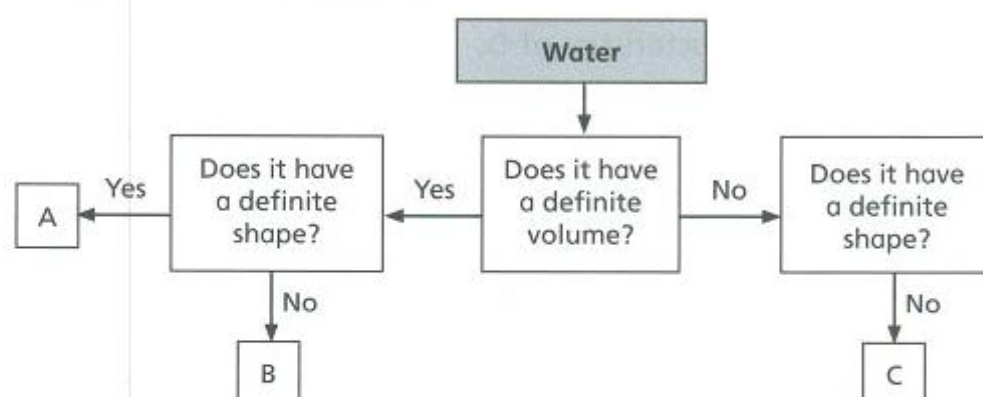 Water
Does it have
a definite
shape?
Yes
A
Yes
Does it have
a definite
volume?
No
Does it have
a definite
shape?
No
B
No
C